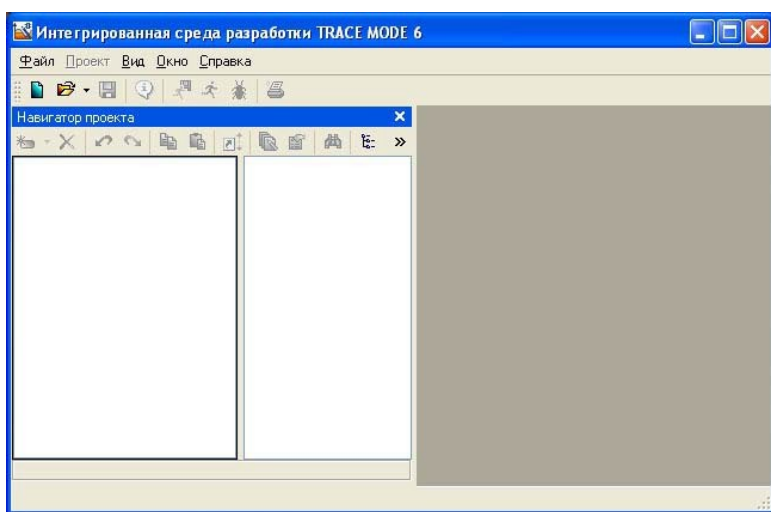 Интегрированная среда разработки TRACE MODE 6
Файл Проект Вид Окно Справка
Навигатор проекта